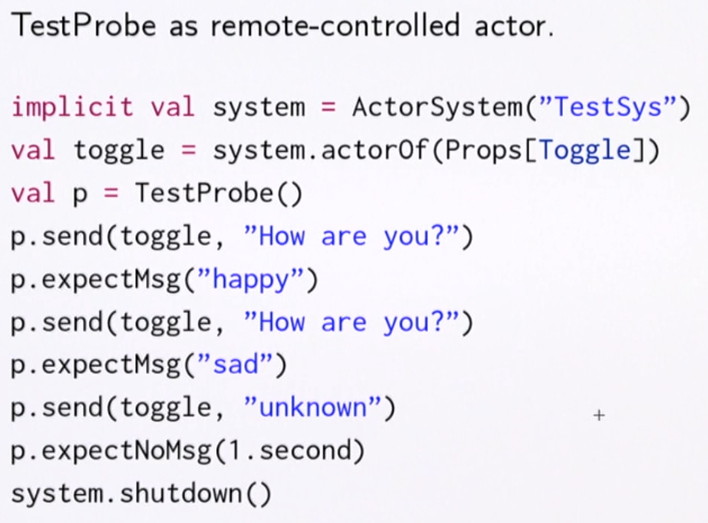 TestProbe as remote-controlled actor.
implicit val system = ActorSystem(”TestSys”)
val toggle = system.actorOf(Props[Toggle])
val p = TestProbe()
p.send(toggle, ”How are you?”)
p.expectMsg(”happy”)
p.send(toggle, ”How are you?”)
p.expectMsg(”sad”)
p.send(toggle, ”unknown”)
p.expectNoMsg(1.second)
system.shutdown()